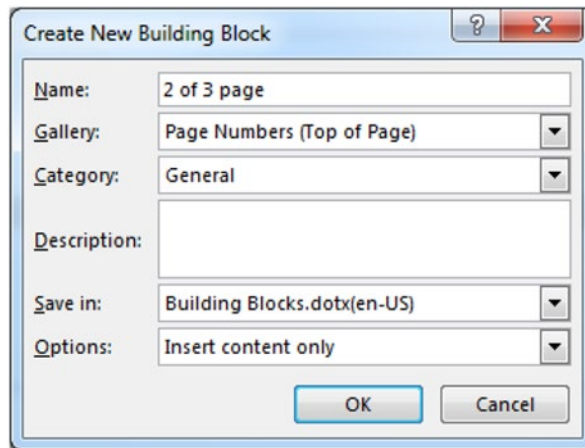 Create New Building Block
?
Name: 2 of 3 page
Gallery: Page Numbers (Top of Page)
Category: General
Description:
Save in: Building Blocks.dotx(en-US)
Options: Insert content only
OK Cancel